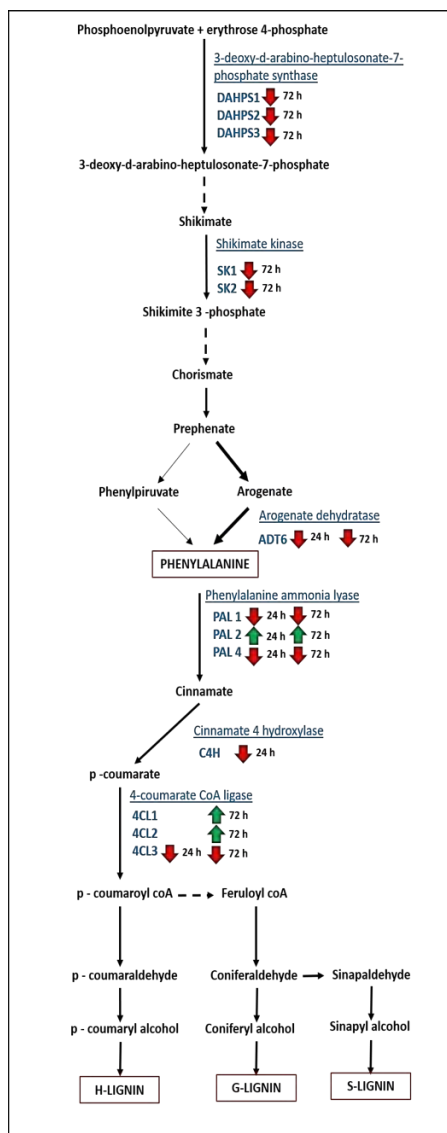 Phosphoenolpyruvate + erythrose 4-phosphate
3-deoxy-d-arabino-heptulosonate-7-
phosphate synthase
DAHPS1 72 h
DAHPS2 72 h
DAHPS3 72 h
3-deoxy-d-arabino-heptulosonate-7-phosphate
Shikimate
Shikimate kinase
SK1 72 h
SK2 72 h
Shikimite 3 -phosphate
Chorismate
Prephenate
Phenylpiruvate Arogenate
Arogenate dehydratase
ADT6 24 h 72 h
PHENYLALANINE
Phenylalanine ammonia lyase
PAL 1 24 h 72 h
PAL 2 24 h 72 h
PAL 4 24 h 72 h
Cinnamate
Cinnamate 4 hydroxylase
C4H 24 h
p -coumarate
4-coumarate CoA ligase
4CL1 72 h
4CL2 72 h
4CL3 24 h 72 h
p - coumaroyl coA Feruloyl coA
p - coumaraldehyde Coniferaldehyde Sinapaldehyde
p - coumaryl alcohol Coniferyl alcohol Sinapyl alcohol
H-LIGNIN G-LIGNIN S-LIGNIN